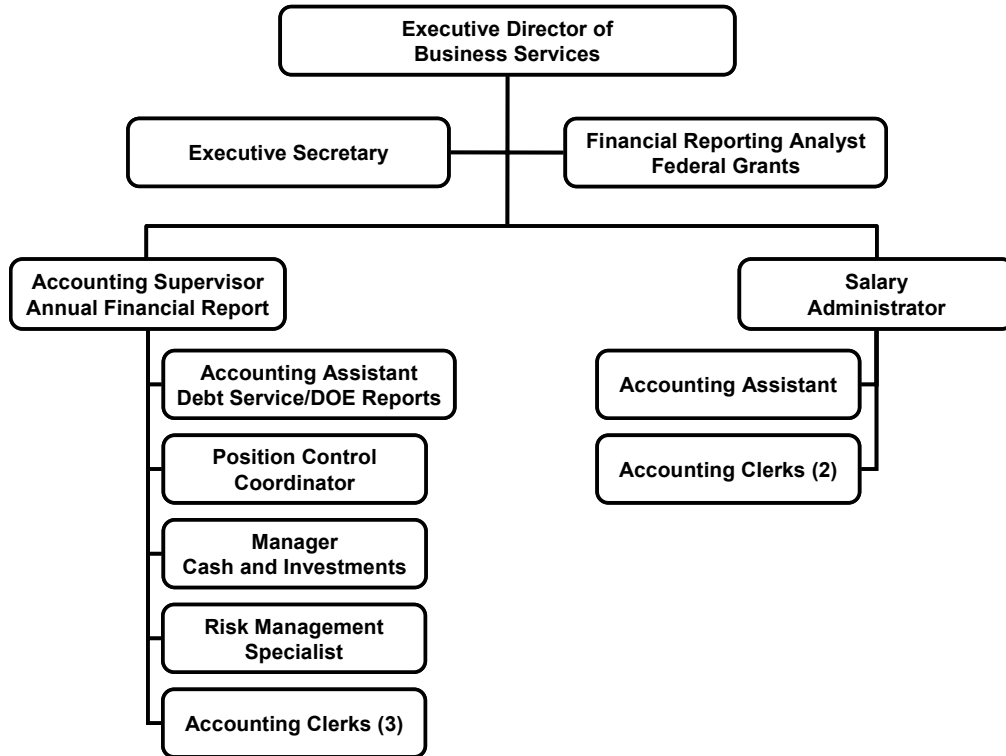 Executive Director of
Business Services
Executive Secretary
Financial Reporting Analyst
Federal Grants
Accounting Supervisor
Annual Financial Report
Salary
Administrator
Accounting Assistant
Debt Service/DOE Reports
Position Control
Coordinator
Manager
Cash and Investments
Risk Management
Specialist
Accounting Clerks (3)
Accounting Assistant
Accounting Clerks (2)